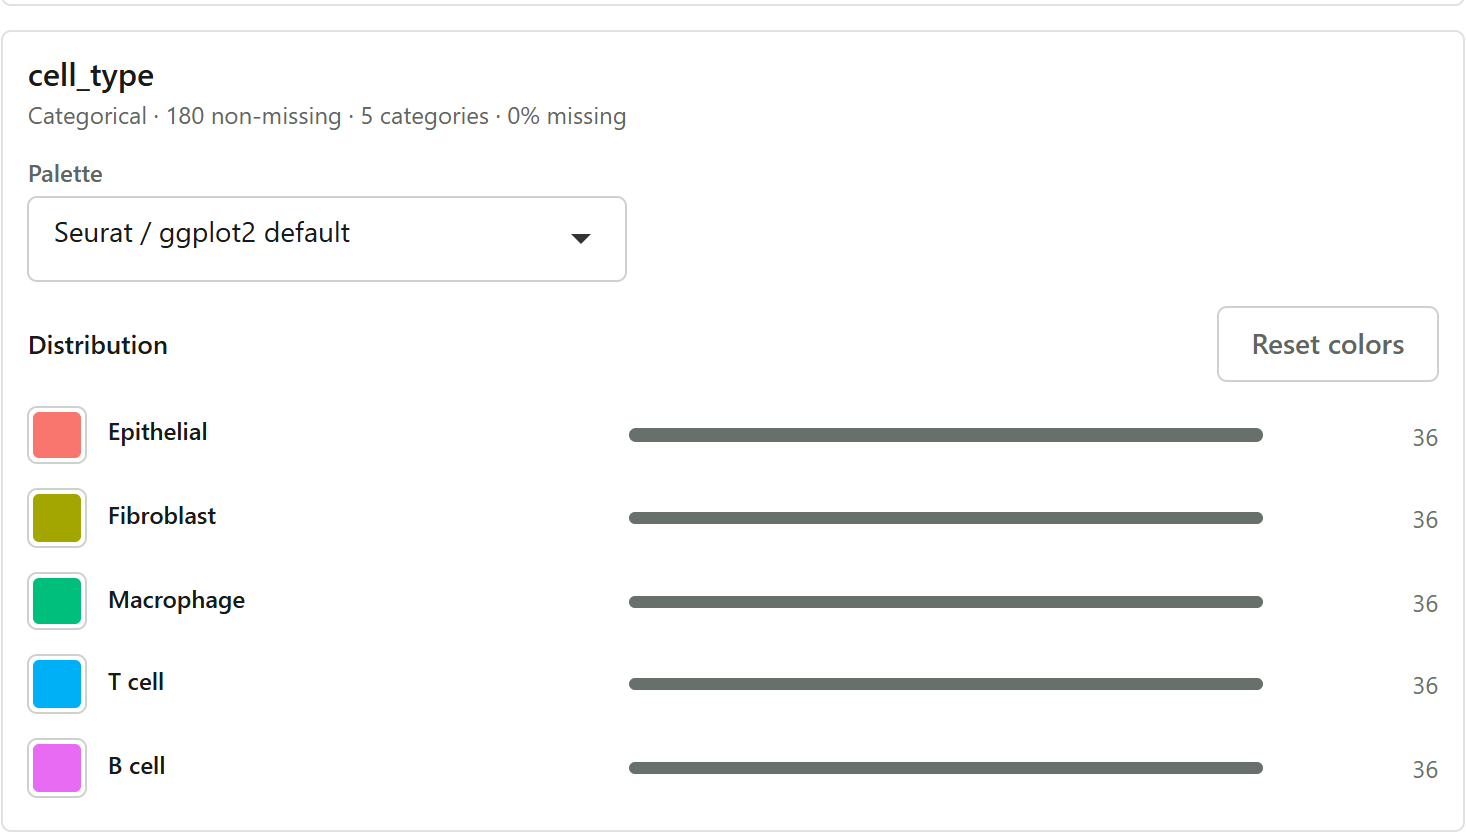 cell_type
Categorical · 180 non-missing · 5 categories · 0% missing
Palette
Seurat / ggplot2 default
Distribution
Reset colors
Epithelial 36
Fibroblast 36
Macrophage 36
T cell 36
B cell 36